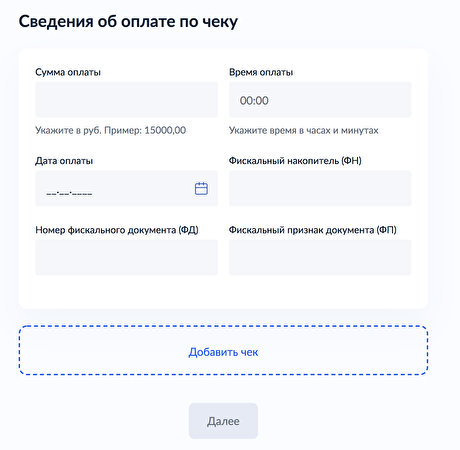 Сведения об оплате по чеку
Сумма оплаты
Время оплаты
00:00
Укажите в руб. Пример: 15000,00
Укажите время в часах и минутах
Дата оплаты
Фискальный накопитель (ФН)
__.__.____
Номер фискального документа (ФД)
Фискальный признак документа (ФП)
Добавить чек
Далее